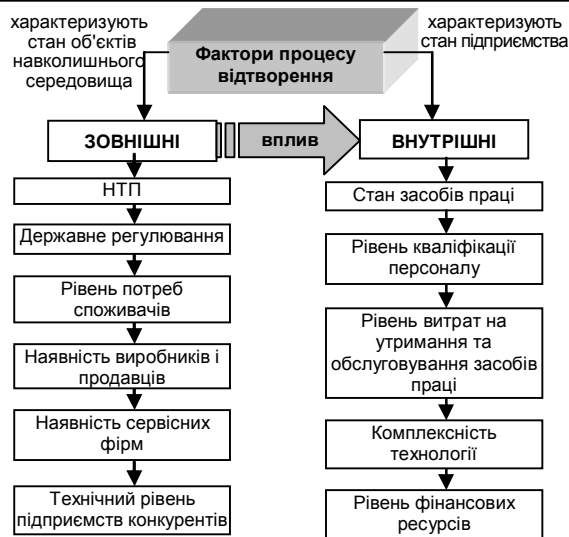 характеризують
стан об'єктів
навколишнього
середовища
Фактори процесу
відтворення
характеризують
стан підприємства
ЗОВНІШНІ
вплив
ВНУТРІШНІ
НТП
Державне регулювання
Рівень потреб
споживачів
Наявність виробників і
продавців
Наявність сервісних
фірм
Технічний рівень
підприємств конкурентів
Стан засобів праці
Рівень кваліфікації
персоналу
Рівень витрат на
утримання та
обслуговування засобів
праці
Комплексність
технології
Рівень фінансових
ресурсів